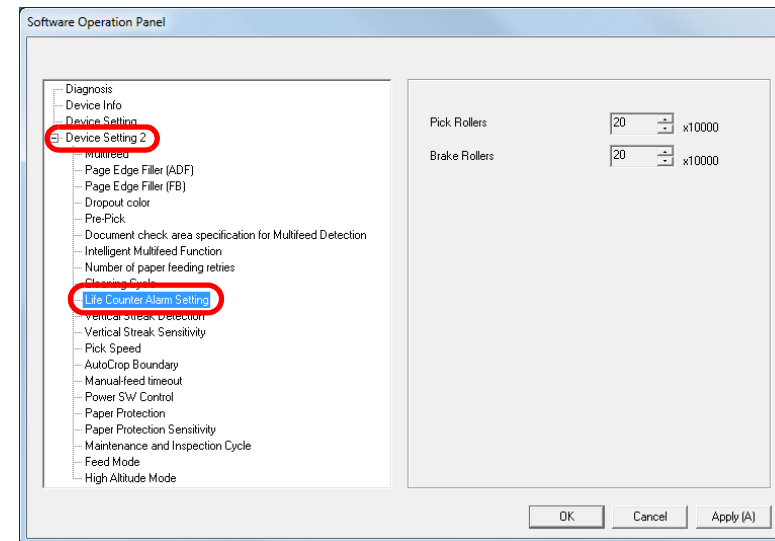 Software Operation Panel
Diagnosis
Device Info
Device Setting
Device Setting 2
Multifeed
Page Edge Filler (ADF)
Page Edge Filler (FB)
Dropout color
Pre-Pick
Document check area specification for Multifeed Detection
Intelligent Multifeed Function
Number of paper feeding retries
Cleaning Cycle
Life Counter Alarm Setting
Vertical Streak Detection
Vertical Streak Sensitivity
Pick Speed
AutoCrop Boundary
Manual-feed timeout
Power SW Control
Paper Protection
Paper Protection Sensitivity
Maintenance and Inspection Cycle
Feed Mode
High Altitude Mode
Pick Rollers 20 x10000
Brake Rollers 20 x10000
OK Cancel Apply (A)